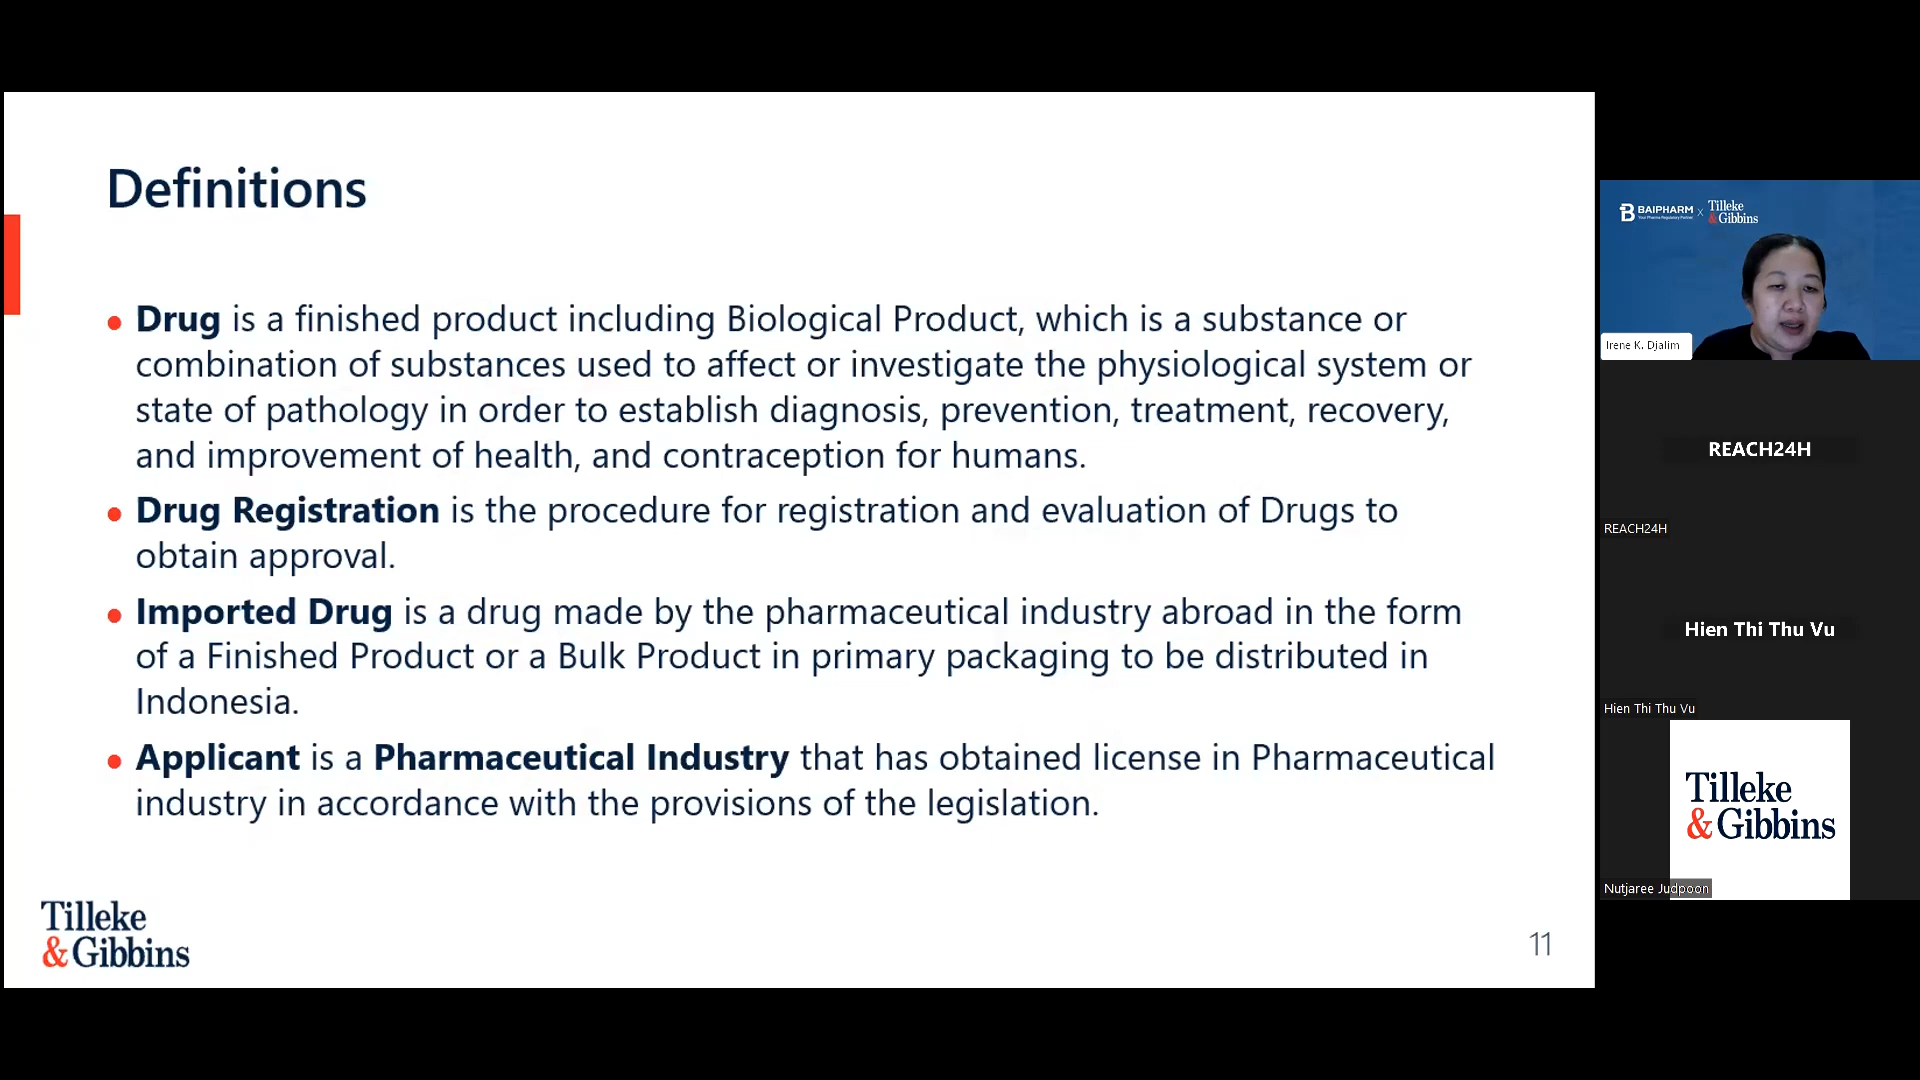 Definitions
• Drug is a finished product including Biological Product, which is a substance or
combination of substances used to affect or investigate the physiological system or
state of pathology in order to establish diagnosis, prevention, treatment, recovery,
and improvement of health, and contraception for humans.
• Drug Registration is the procedure for registration and evaluation of Drugs to
obtain approval.
• Imported Drug is a drug made by the pharmaceutical industry abroad in the form
of a Finished Product or a Bulk Product in primary packaging to be distributed in
Indonesia.
• Applicant is a Pharmaceutical Industry that has obtained license in Pharmaceutical
industry in accordance with the provisions of the legislation.
Tilleke
& Gibbins
11
BAIPHARM x Tilleke
& Gibbins
Your Pharma Regulatory Partner
Irene K. Djalim
REACH24H
REACH24H
Hien Thi Thu Vu
Hien Thi Thu Vu
Tilleke
& Gibbins
Nutjaree Judpoon